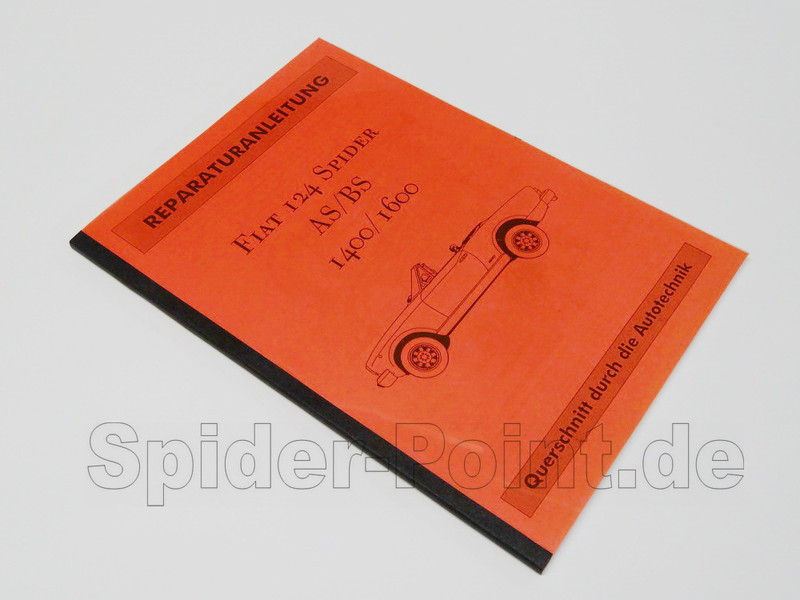 REPARATURANLEITUNG
FIAT 124 SPIDER
AS/BS
1400/1600
Querschnitt durch die Autotechnik
Spider-Point.de